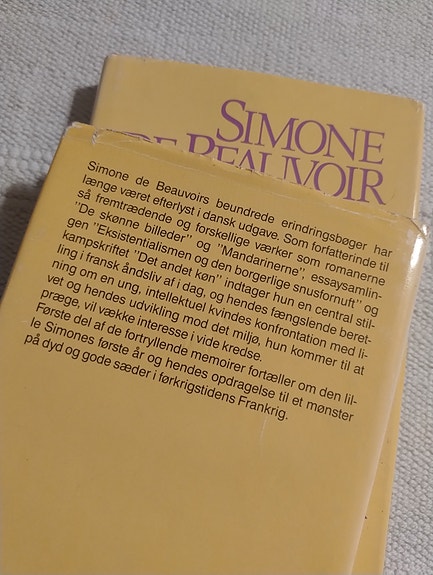 SIMONE
DE BEAUVOIR
Simone de Beauvoirs beundrede erindringsbøger har
længe været efterlyst i dansk udgave. Som forfatterinde til
så fremtrædende og forskellige værker som romanerne
"De skønne billeder" og "Mandarinerne", essaysamlin-
gen "Eksistentialismen og den borgerlige snusfornuft" og
kampskriftet "Det andet køn" indtager hun en central stil-
ling i fransk åndsliv af i dag, og hendes fængslende beret-
ning om en ung, intellektuel kvindes konfrontation med li-
vet og hendes udvikling mod det miljø, hun kommer til at
præge, vil vække interesse i vide kredse.
Første del af de fortryllende memoirer fortæller om den lil-
le Simones første år og hendes opdragelse til et mønster
på dyd og gode sæder i førkrigstidens Frankrig.